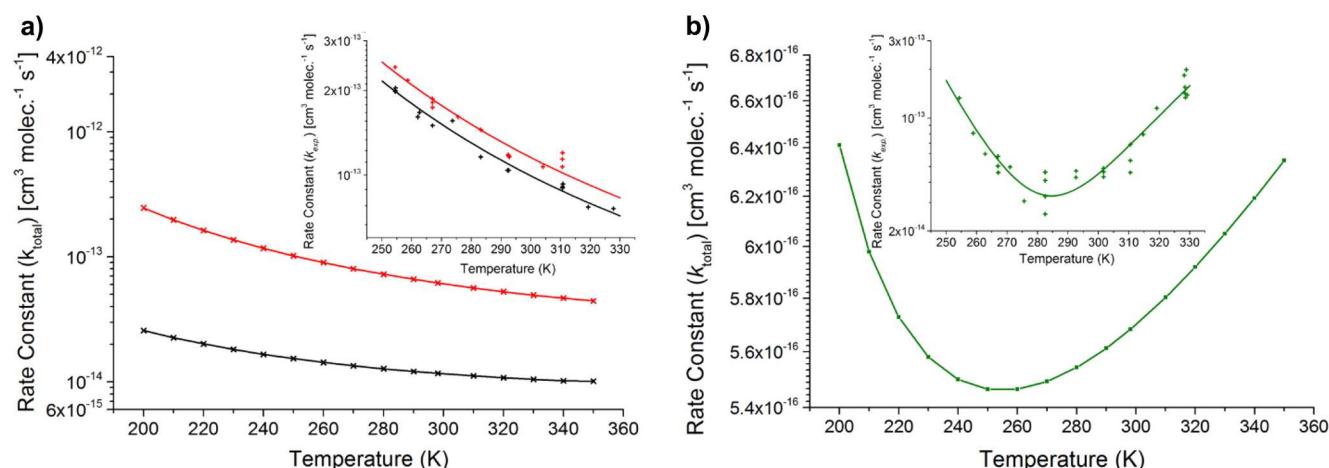 a)
Rate Constant (k_total) [cm³ molec.⁻¹ s⁻¹]
4x10⁻¹²
10⁻¹²
10⁻¹³
10⁻¹⁴
6x10⁻¹⁵
200 220 240 260 280 300 320 340 360
Temperature (K)
Rate Constant (k_exp.) [cm³ molec.⁻¹ s⁻¹]
3x10⁻¹³
2x10⁻¹³
10⁻¹³
250 260 270 280 290 300 310 320 330
Temperature (K)
b)
Rate Constant (k_total) [cm³ molec.⁻¹ s⁻¹]
6.8x10⁻¹⁶
6.6x10⁻¹⁶
6.4x10⁻¹⁶
6.2x10⁻¹⁶
6x10⁻¹⁶
5.8x10⁻¹⁶
5.6x10⁻¹⁶
5.4x10⁻¹⁶
200 220 240 260 280 300 320 340 360
Temperature (K)
Rate Constant (k_exp.) [cm³ molec.⁻¹ s⁻¹]
3x10⁻¹³
10⁻¹³
2x10⁻¹⁴
250 260 270 280 290 300 310 320 330
Temperature (K)